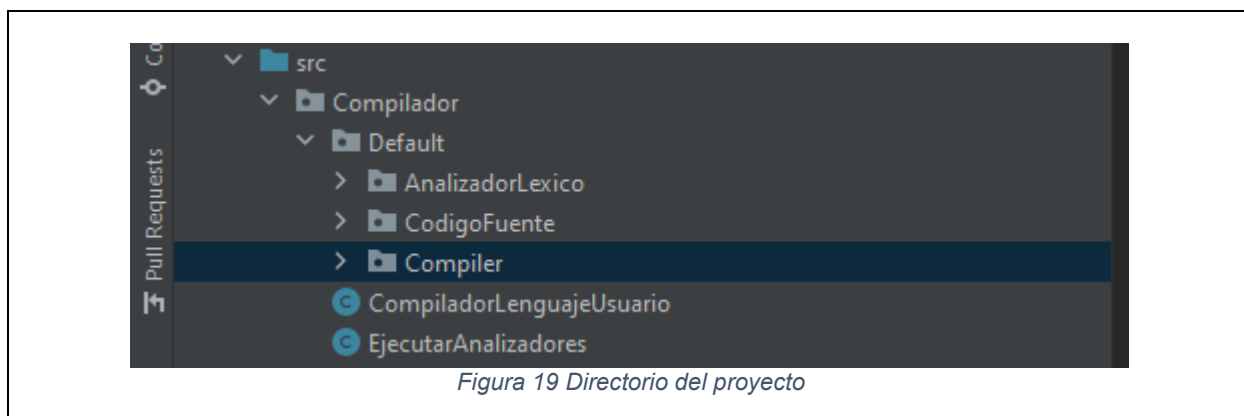 Co
Pull Requests
src
Compilador
Default
AnalizadorLexico
CodigoFuente
Compiler
C CompiladorLenguajeUsuario
C EjecutarAnalizadores
Figura 19 Directorio del proyecto